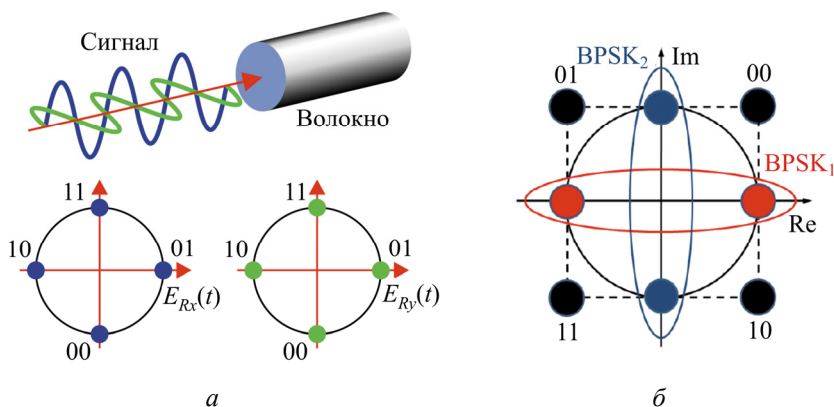 Сигнал
Волокно
11
10
01
00
E_Rx(t)
11
10
01
00
E_Ry(t)
а
BPSK₂
Im
01
00
BPSK₁
Re
11
10
б